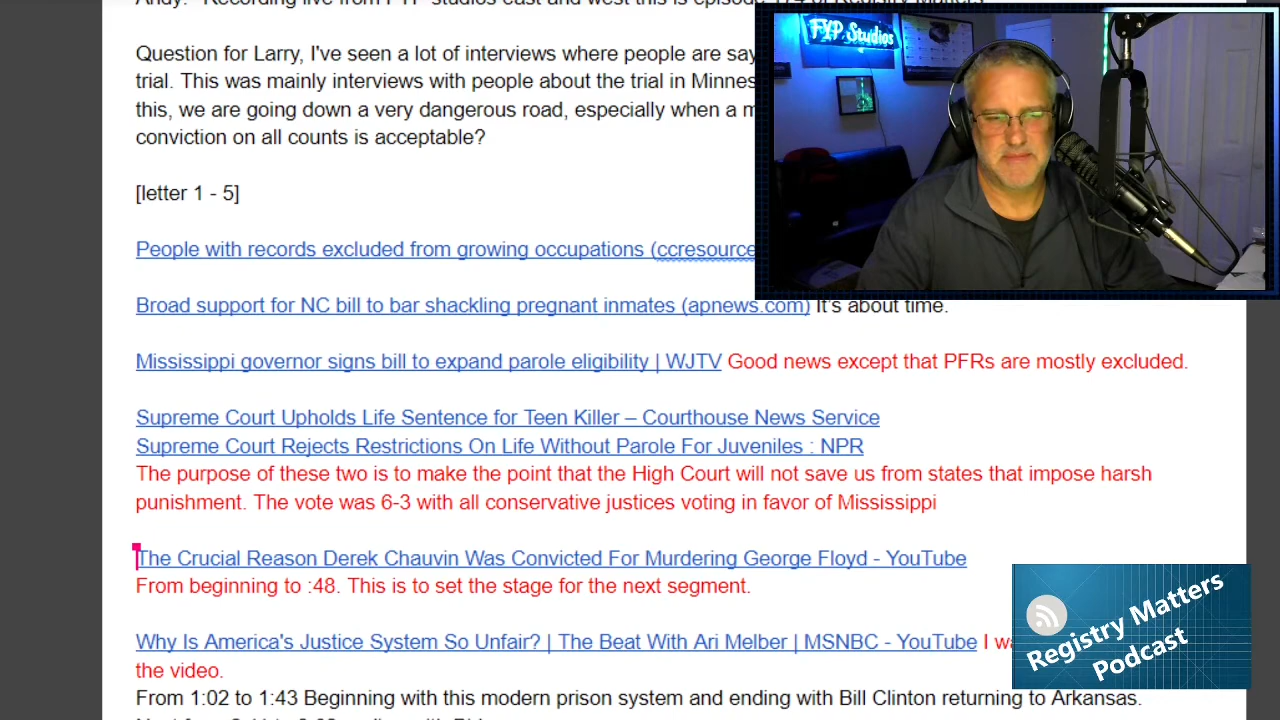 Question for Larry, I've seen a lot of interviews where people are say
FYP Studios
trial. This was mainly interviews with people about the trial in Minnes
this, we are going down a very dangerous road, especially when a m
conviction on all counts is acceptable?
[letter 1 - 5]
People with records excluded from growing occupations (ccresource
Broad support for NC bill to bar shackling pregnant inmates (apnews.com) It's about time.
Mississippi governor signs bill to expand parole eligibility | WJTV Good news except that PFRs are mostly excluded.
Supreme Court Upholds Life Sentence for Teen Killer – Courthouse News Service
Supreme Court Rejects Restrictions On Life Without Parole For Juveniles : NPR
The purpose of these two is to make the point that the High Court will not save us from states that impose harsh
punishment. The vote was 6-3 with all conservative justices voting in favor of Mississippi
The Crucial Reason Derek Chauvin Was Convicted For Murdering George Floyd - YouTube
From beginning to :48. This is to set the stage for the next segment.
Why Is America's Justice System So Unfair? | The Beat With Ari Melber | MSNBC - YouTube I wa
the video.
From 1:02 to 1:43 Beginning with this modern prison system and ending with Bill Clinton returning to Arkansas.
Registry Matters
Podcast